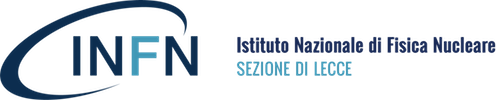 INFN
Istituto Nazionale di Fisica Nucleare
SEZIONE DI LECCE